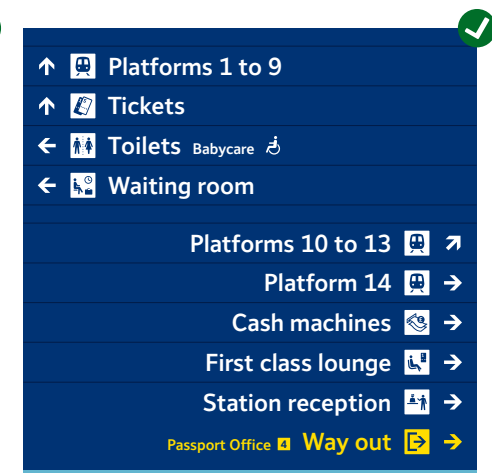 Platforms 1 to 9
Tickets
Toilets Babycare
Waiting room
Platforms 10 to 13
Platform 14
Cash machines
First class lounge
Station reception
Passport Office 4 Way out